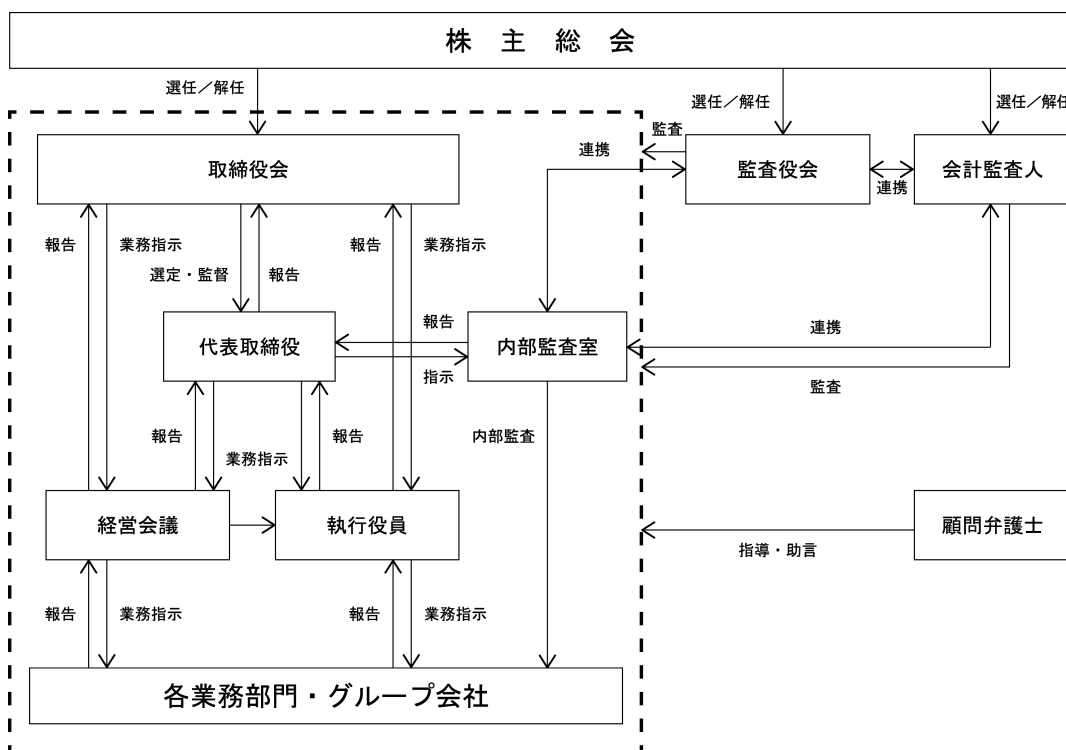 株　主　総　会
選任／解任
選任／解任
選任／解任
取締役会
監査
連携
監査役会
連携
会計監査人
報告
業務指示
選定・監督
報告
報告
業務指示
代表取締役
報告
指示
内部監査室
連携
監査
報告
業務指示
報告
内部監査
経営会議
執行役員
顧問弁護士
指導・助言
報告
業務指示
報告
業務指示
各業務部門・グループ会社